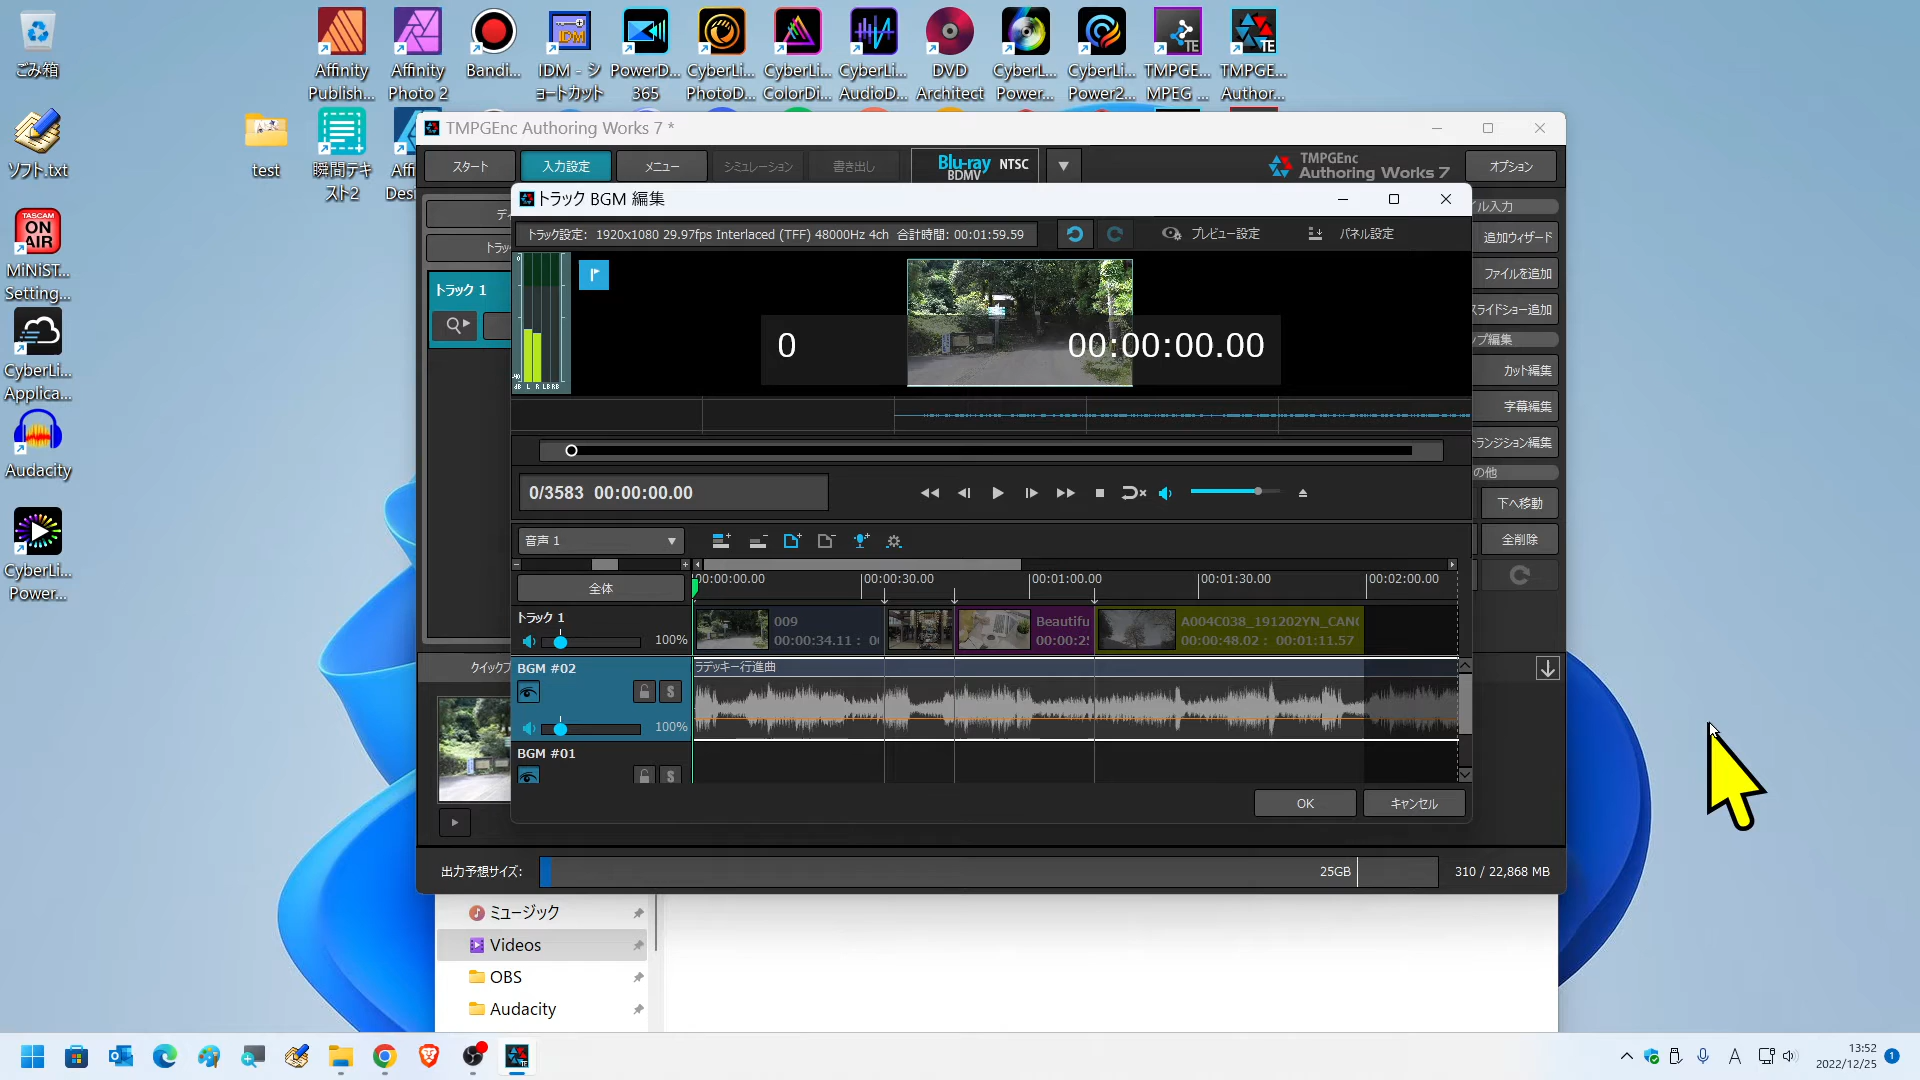 ごみ箱
Affinity Publish...
Affinity Photo 2
Bandi...
IDM - ショートカット
PowerD... 365
CyberLi... PhotoD...
CyberLi... ColorDi...
CyberLi... AudioD...
DVD Architect
CyberL... Power...
CyberLi... Power2...
TMPGE... MPEG ...
TMPGE... Author...
ソフト.txt
test
瞬間テキスト2
Affi
Desi
TASCAM
ON AIR
MiNiST... Setting...
CyberLi... Applica...
Audacity
CyberLi... Power...
TMPGEnc Authoring Works 7 *
スタート
入力設定
メニュー
シミュレーション
書き出し
Blu-ray BDMV NTSC
TMPGEnc
Authoring Works 7
オプション
トラック 1
トラック BGM 編集
トラック設定: 1920x1080 29.97fps Interlaced (TFF) 48000Hz 4ch 合計時間: 00:01:59.59
プレビュー設定
パネル設定
イル入力
追加ウィザード
ファイルを追加
スライドショー追加
プ編集
カット編集
字幕編集
トランジション編集
の他
下へ移動
全削除
0
00:00:00.00
dB L R LB RB
0/3583 00:00:00.00
音声 1
全体
00:00:00.00
00:00:30.00
00:01:00.00
00:01:30.00
00:02:00.00
トラック 1
100%
009
00:00:34.11 : 00
Beautifu
00:00:2
A004C038_191202YN_CAN
00:00:48.02 : 00:01:11.57
BGM #02
S
100%
ラデッキー行進曲
BGM #01
S
OK
キャンセル
クイックプ
出力予想サイズ:
25GB
310 / 22,868 MB
ミュージック
Videos
OBS
Audacity
A
13:52
2022/12/25
1